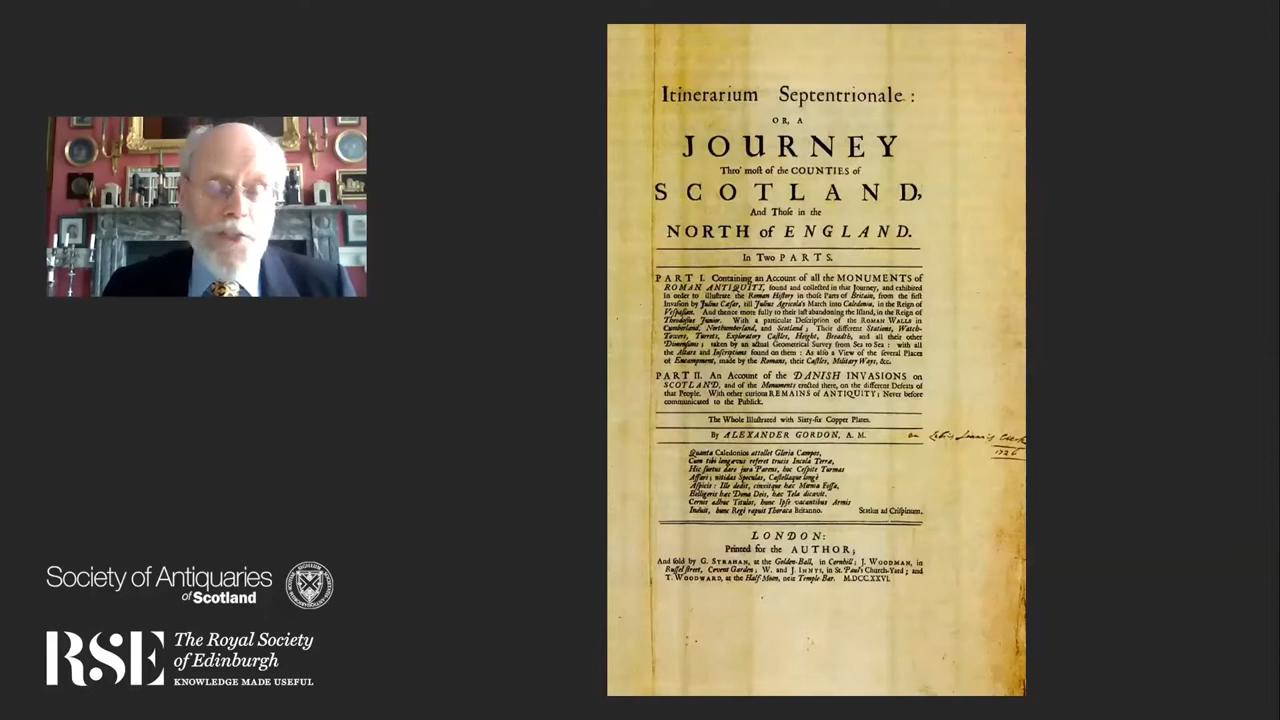 Itinerarium Septentrionale :
OR, A
JOURNEY
Thro' most of the COUNTIES of
SCOTLAND,
And Those in the
NORTH of ENGLAND.
In Two PARTS.
PART I. Containing an Account of all the MONUMENTS of
ROMAN ANTIQUITY, found and collected in that Journey, and exhibited
in order to illustrate the Roman History in those Parts of Britain, from the first
Invasion by Julius Cæsar, till Julius Agricola's March into Caledonia, in the Reign of
Vespasian. And thence more fully to their last abandoning the Island, in the Reign of
Theodosius Junior. With a particular Description of the ROMAN WALLS in
Cumberland, Northumberland, and Scotland ; Their different Stations, Watch-
Towers, Turrets, Exploratory Castles, Height, Breadth, and all their other
Dimensions ; taken by an actual Geometrical Survey from Sea to Sea : with all
the Altars and Inscriptions found on them : As also a View of the several Places
of Encampment, made by the Romans, their Castles, Military Ways, &c.
PART II. An Account of the DANISH INVASIONS on
SCOTLAND, and of the Monuments erected there, on the different Defeats of
that People. With other curious REMAINS of ANTIQUITY ; Never before
communicated to the Publick.
The Whole Illustrated with Sixty-six Copper Plates.
By ALEXANDER GORDON, A. M.
1726
Quanta Caledonios attollet Gloria Campos,
Cum tibi longævus referet trucis Incola Terræ,
Hic suetus dare jura Parens, hoc Cespite Turmas
Affari ; nitidas Speculas, Castellaque longè
Aspicis : Ille dedit, cinxitque hæc Mœnia Fossa,
Belligeris hæc Dona Deis, hæc Tela dicavit.
Cernis adhuc Titulos, hunc Ipse vacantibus Armis
Induit, hunc Regi rapuit Thoraca Britanno. Statius ad Crispinum.
LONDON:
Printed for the AUTHOR ;
And sold by G. STRAHAN, at the Golden-Ball, in Cornhill ; J. WOODMAN, in
Russel street, Covent Garden ; W. and J. INNYS, in St. Paul's Church-Yard ; and
T. WOODWARD, at the Half-Moon, near Temple-Bar. M.DCC.XXVI.
Society of Antiquaries
of Scotland
RSE The Royal Society
of Edinburgh
KNOWLEDGE MADE USEFUL